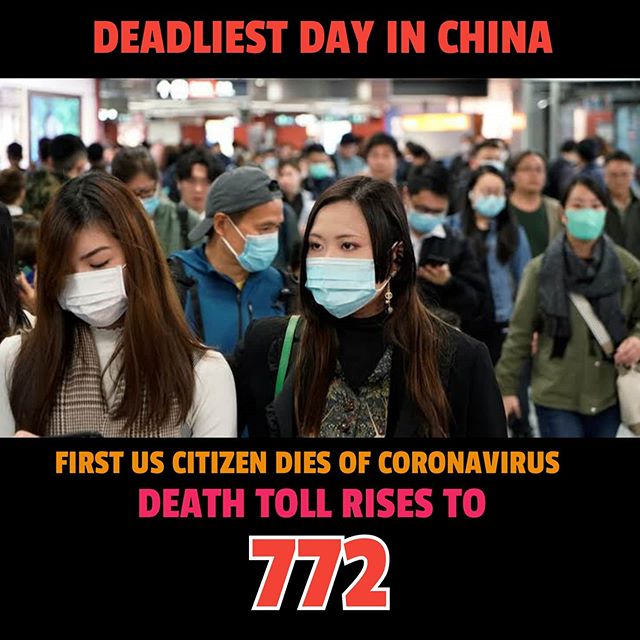 DEADLIEST DAY IN CHINA
FIRST US CITIZEN DIES OF CORONAVIRUS
DEATH TOLL RISES TO
772